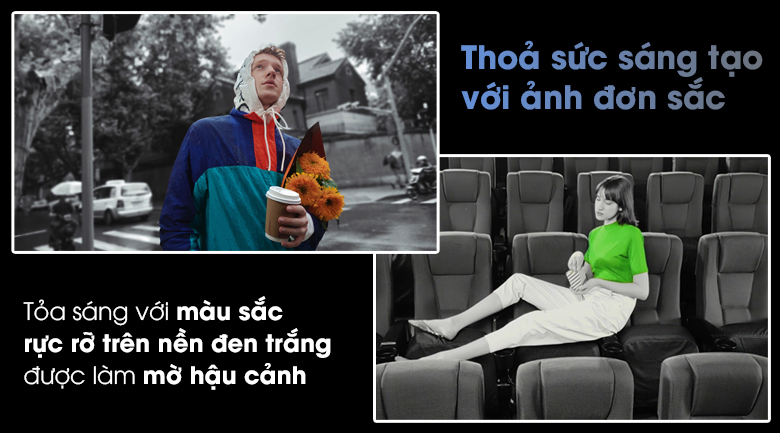 Thoả sức sáng tạo
với ảnh đơn sắc
Tỏa sáng với màu sắc
rực rỡ trên nền đen trắng
được làm mờ hậu cảnh